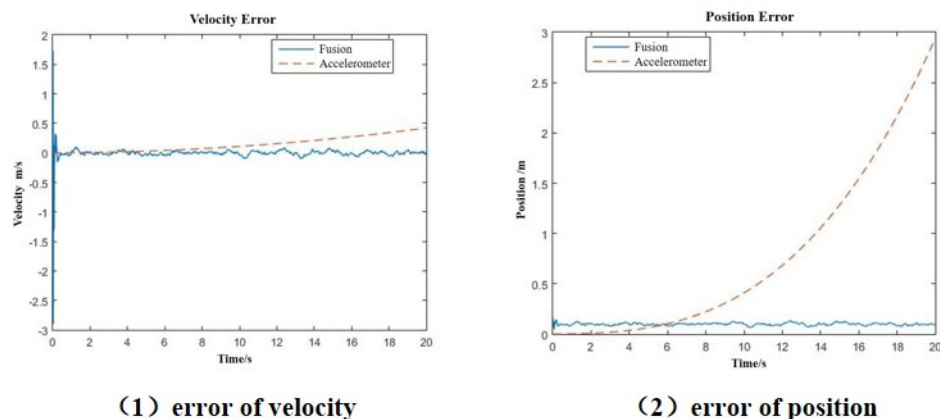 Velocity Error
Fusion
Accelerometer
Velocity m/s
2
1.5
1
0.5
0
-0.5
-1
-1.5
-2
-2.5
-3
0 2 4 6 8 10 12 14 16 18 20
Time/s
(1) error of velocity
Position Error
Fusion
Accelerometer
Position /m
3
2.5
2
1.5
1
0.5
0
0 2 4 6 8 10 12 14 16 18 20
Time/s
(2) error of position